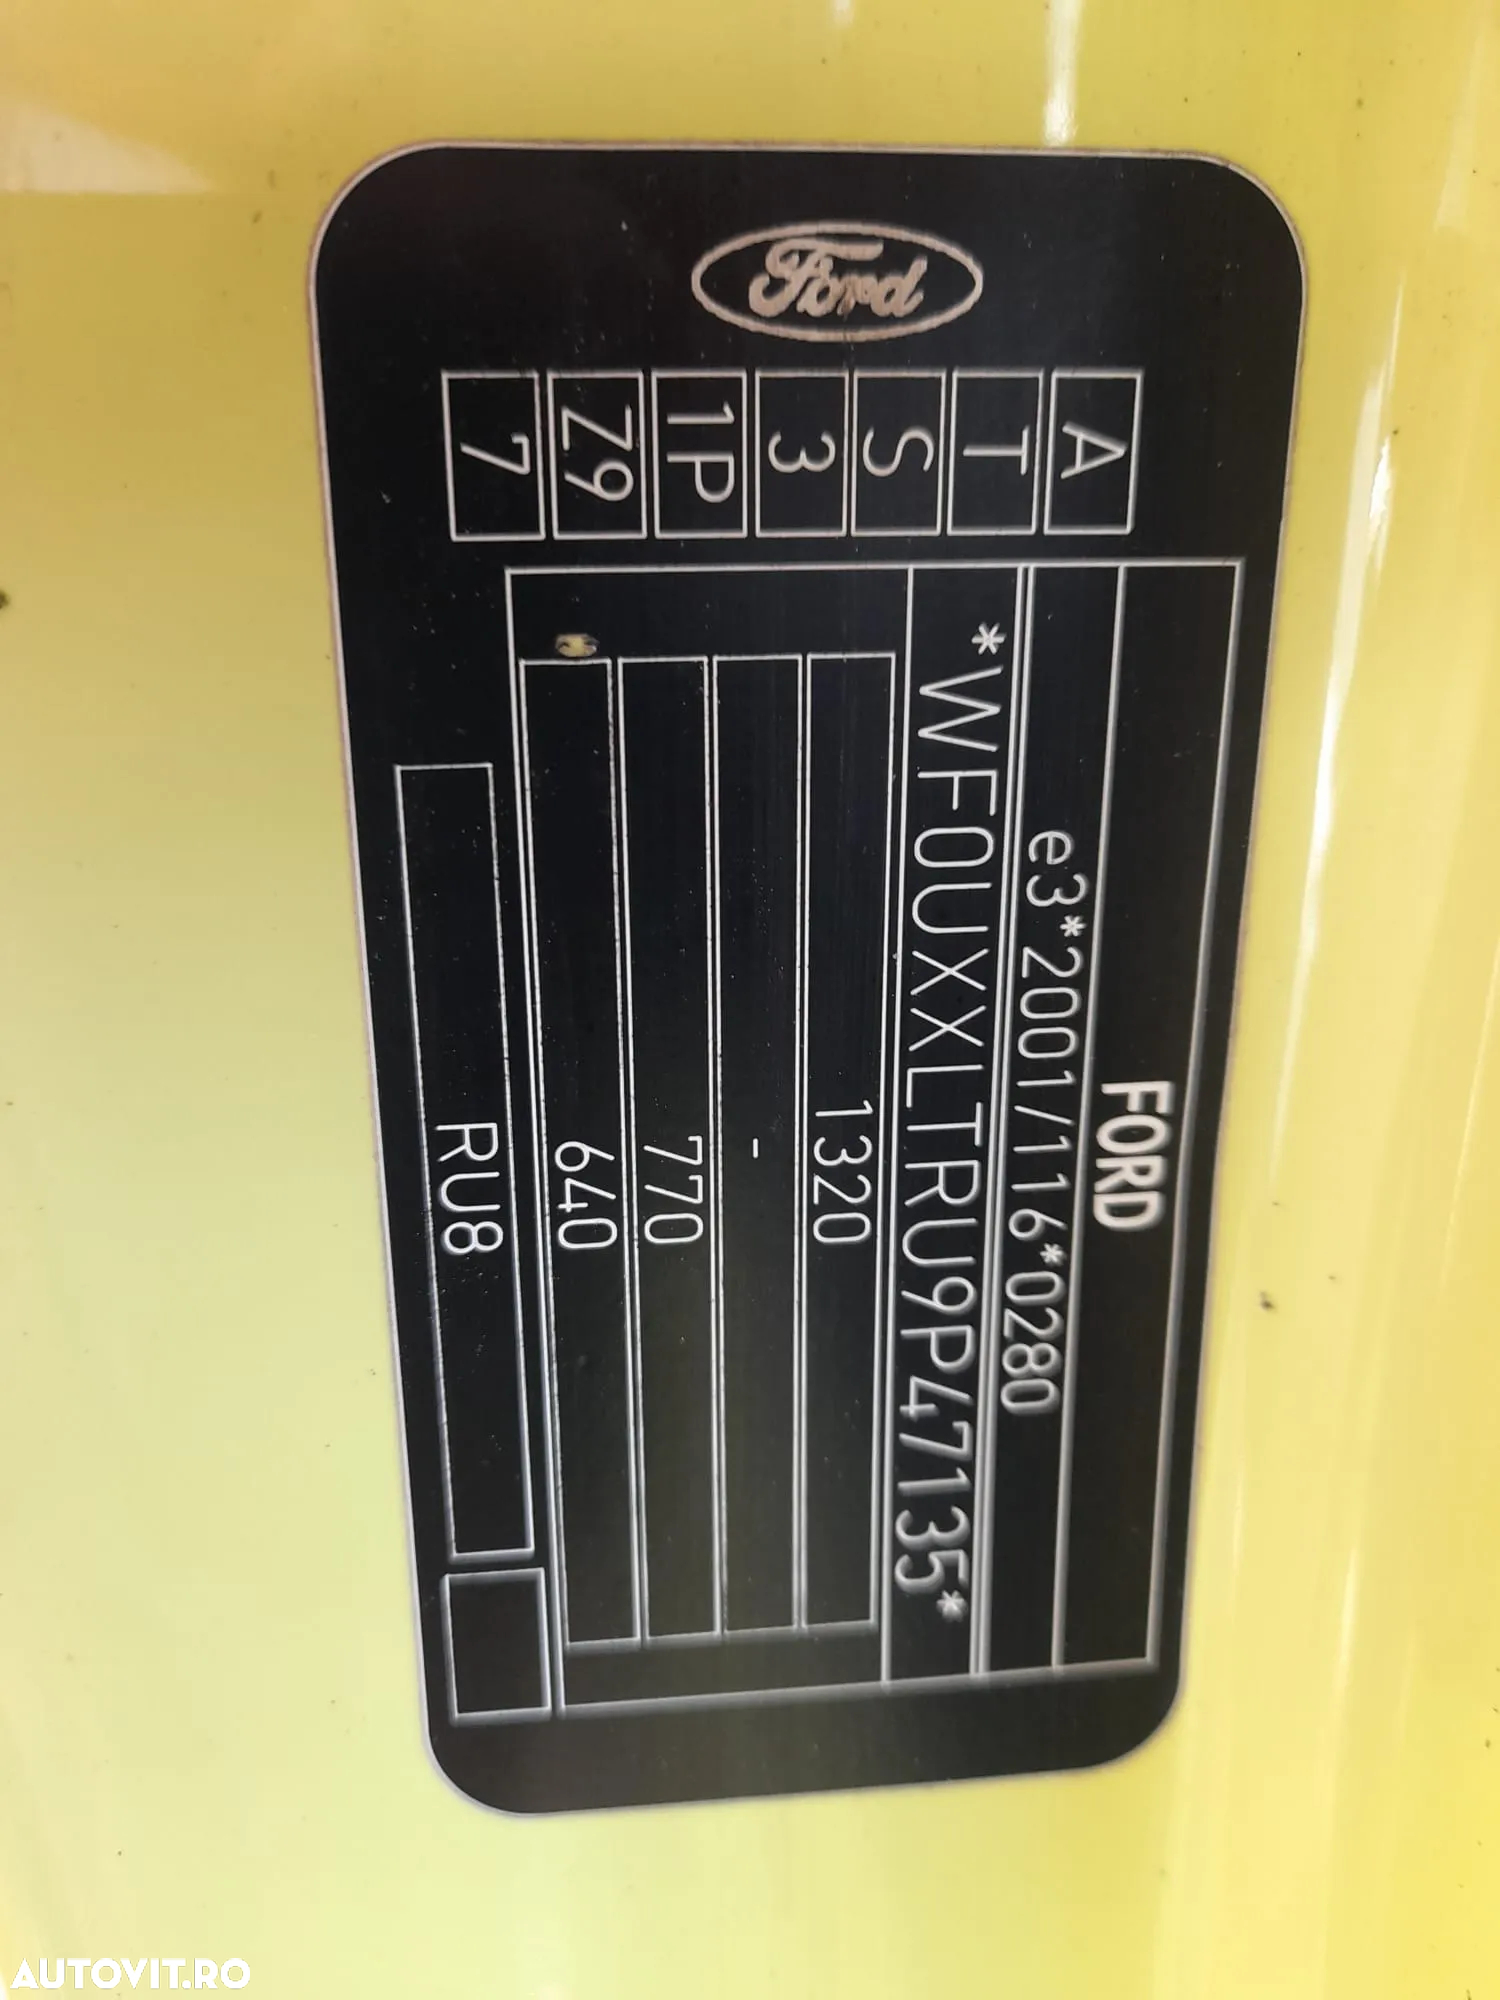 Ford
A
T
S
3
1P
Z9
7
FORD
e3*2001/116*0280
*WF0UXXLTRU9P47135*
1320
-
770
640
RU8
AUTOVIT.RO